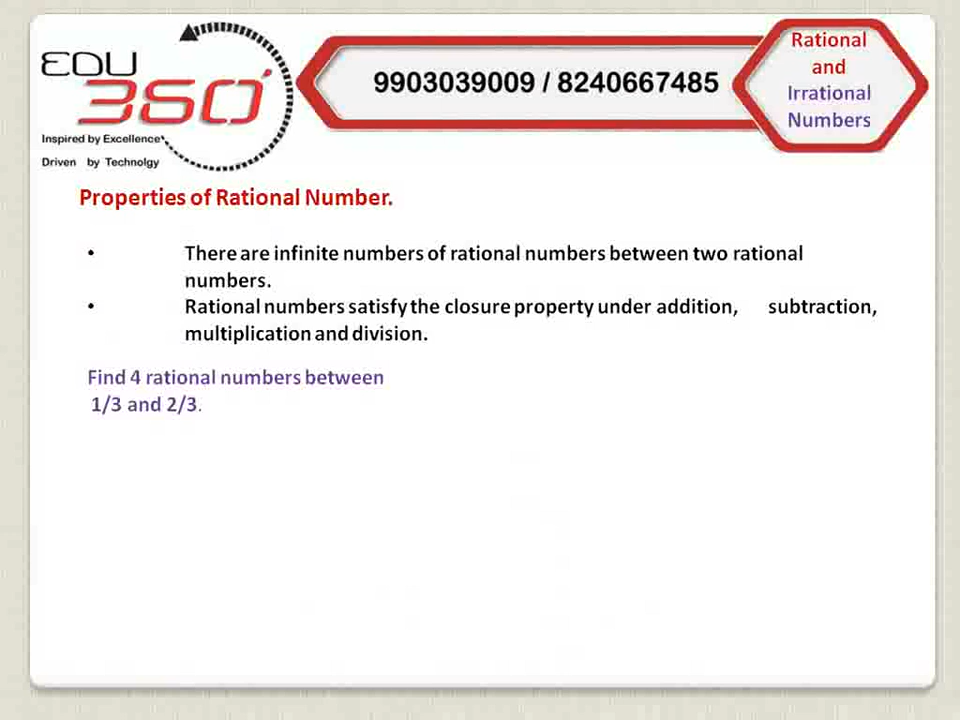 EDU
360°
Inspired by Excellence
Driven by Technolgy
9903039009 / 8240667485
Rational
and
Irrational
Numbers
Properties of Rational Number.
• There are infinite numbers of rational numbers between two rational
numbers.
• Rational numbers satisfy the closure property under addition, subtraction,
multiplication and division.
Find 4 rational numbers between
1/3 and 2/3.